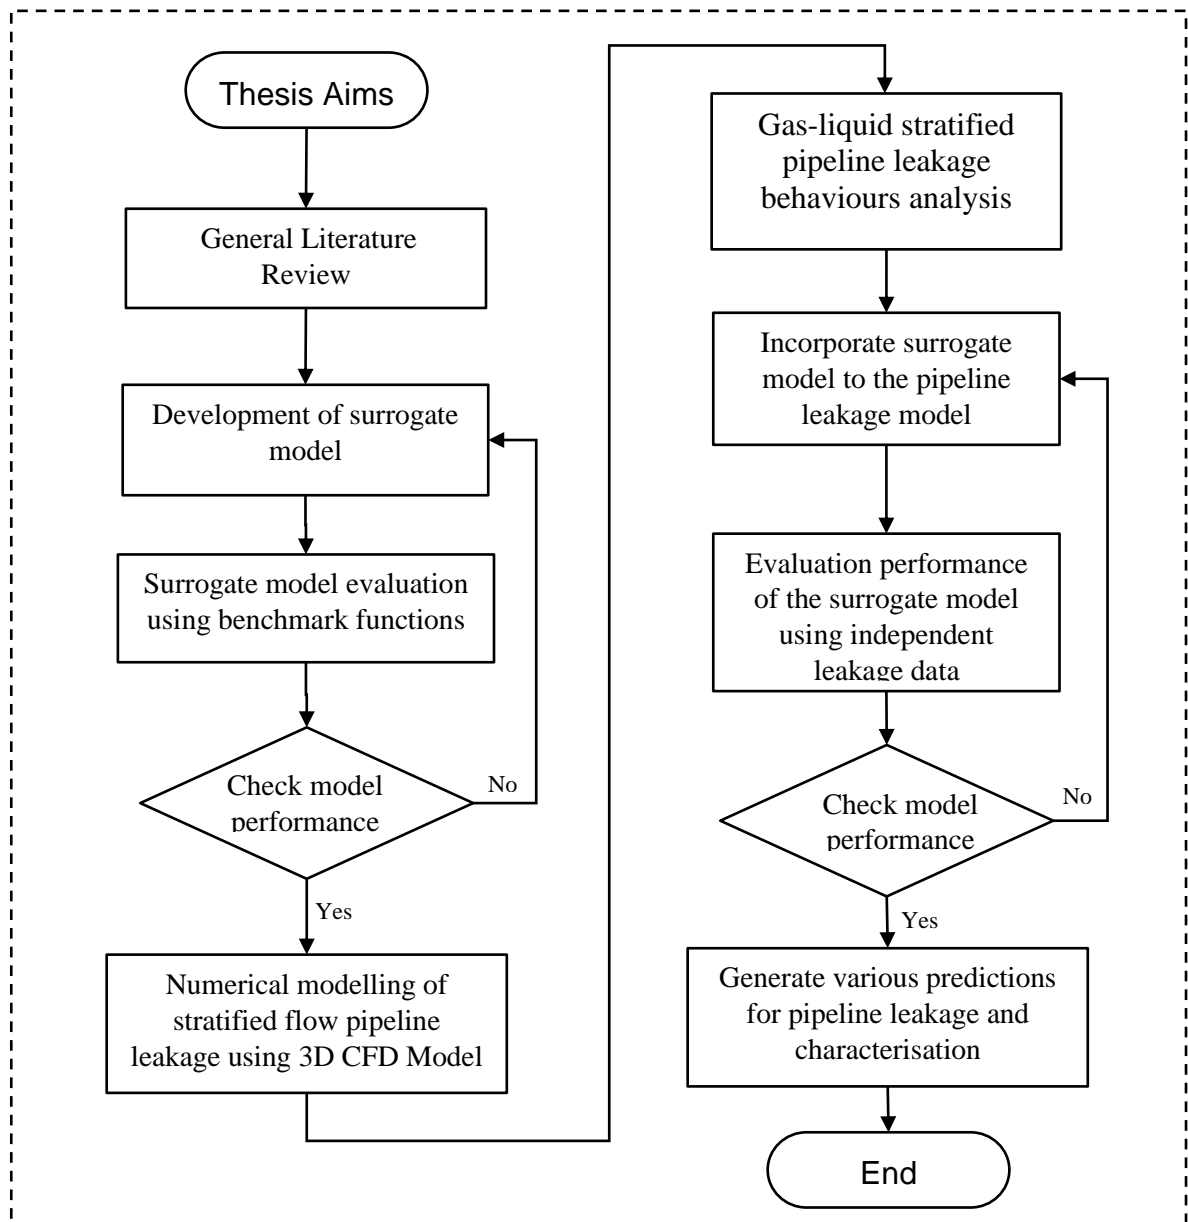 Thesis Aims
General Literature
Review
Development of surrogate
model
Surrogate model evaluation
using benchmark functions
Check model
performance
No
Yes
Numerical modelling of
stratified flow pipeline
leakage using 3D CFD Model
Gas-liquid stratified
pipeline leakage
behaviours analysis
Incorporate surrogate
model to the pipeline
leakage model
Evaluation performance
of the surrogate model
using independent
leakage data
Check model
performance
No
Yes
Generate various predictions
for pipeline leakage and
characterisation
End